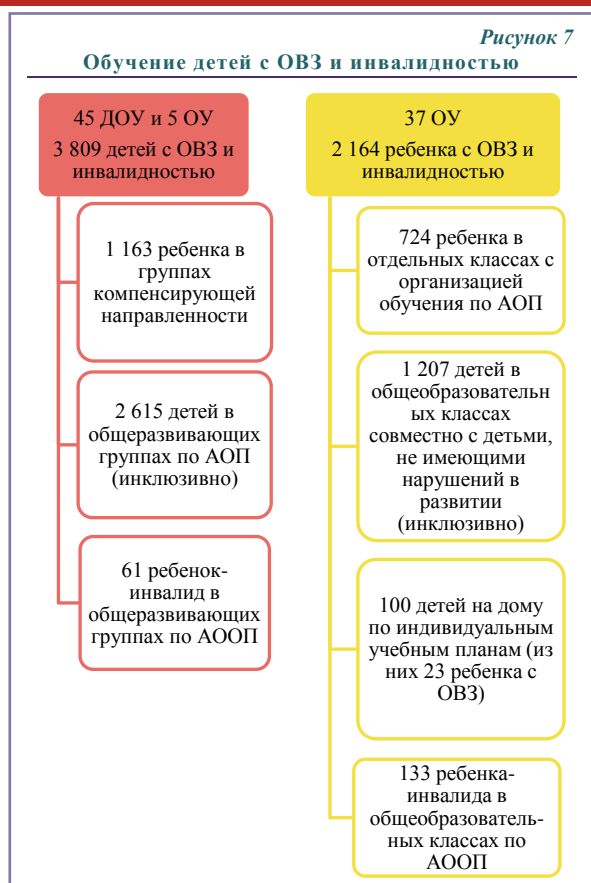 Рисунок 7
Обучение детей с ОВЗ и инвалидностью
45 ДОУ и 5 ОУ
3 809 детей с ОВЗ и
инвалидностью
1 163 ребенка в
группах
компенсирующей
направленности
2 615 детей в
общеразвивающих
группах по АОП
(инклюзивно)
61 ребенок-
инвалид в
общеразвивающих
группах по АООП
37 ОУ
2 164 ребенка с ОВЗ и
инвалидностью
724 ребенка в
отдельных классах с
организацией
обучения по АОП
1 207 детей в
общеобразовательн
ых классах
совместно с детьми,
не имеющими
нарушений в
развитии
(инклюзивно)
100 детей на дому
по индивидуальным
учебным планам (из
них 23 ребенка с
ОВЗ)
133 ребенка-
инвалида в
общеобразователь-
ных классах по
АООП